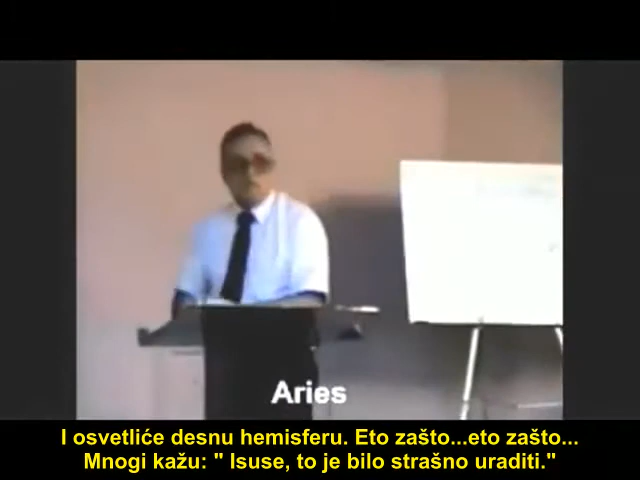 Aries
I osvetliće desnu hemisferu. Eto zašto...eto zašto...
Mnogi kažu: " Isuse, to je bilo strašno uraditi."